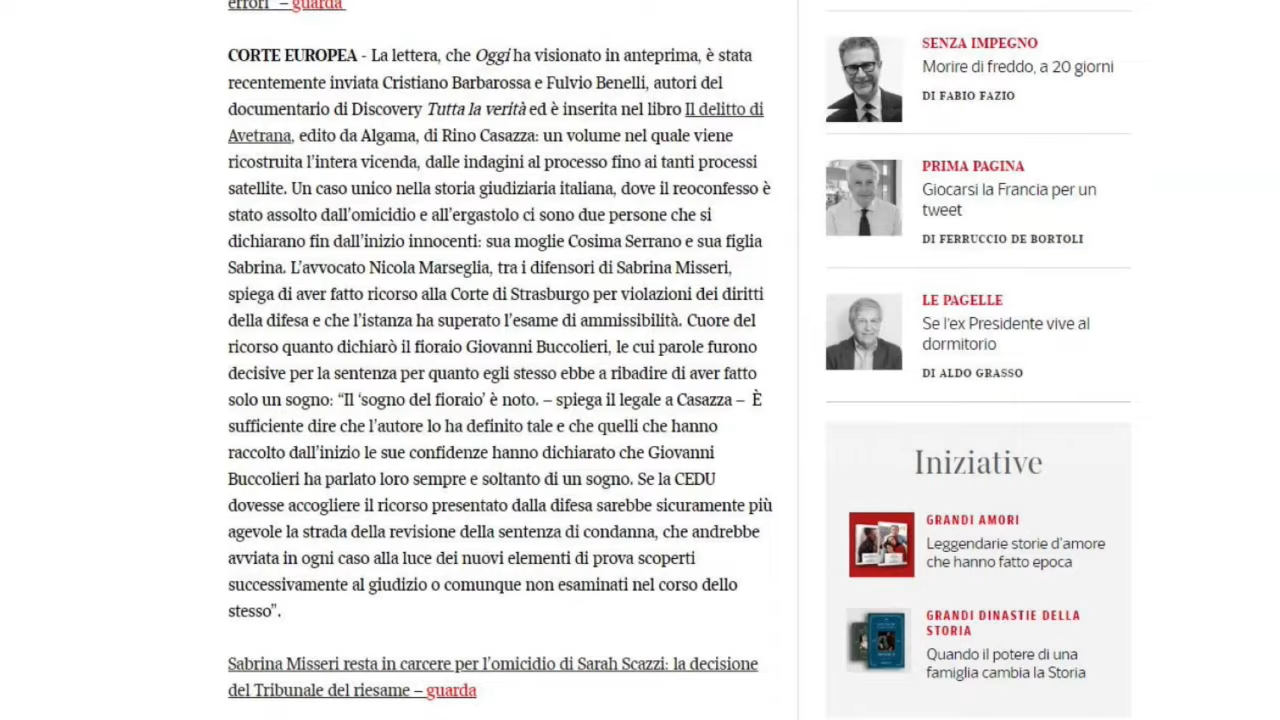 errori” – guarda
CORTE EUROPEA - La lettera, che Oggi ha visionato in anteprima, è stata
recentemente inviata Cristiano Barbarossa e Fulvio Benelli, autori del
documentario di Discovery Tutta la verità ed è inserita nel libro Il delitto di
Avetrana, edito da Algama, di Rino Casazza: un volume nel quale viene
ricostruita l’intera vicenda, dalle indagini al processo fino ai tanti processi
satellite. Un caso unico nella storia giudiziaria italiana, dove il reoconfesso è
stato assolto dall’omicidio e all’ergastolo ci sono due persone che si
dichiarano fin dall’inizio innocenti: sua moglie Cosima Serrano e sua figlia
Sabrina. L’avvocato Nicola Marseglia, tra i difensori di Sabrina Misseri,
spiega di aver fatto ricorso alla Corte di Strasburgo per violazioni dei diritti
della difesa e che l’istanza ha superato l’esame di ammissibilità. Cuore del
ricorso quanto dichiarò il fioraio Giovanni Buccolieri, le cui parole furono
decisive per la sentenza per quanto egli stesso ebbe a ribadire di aver fatto
solo un sogno: “Il ‘sogno del fioraio’ è noto. – spiega il legale a Casazza – È
sufficiente dire che l’autore lo ha definito tale e che quelli che hanno
raccolto dall’inizio le sue confidenze hanno dichiarato che Giovanni
Buccolieri ha parlato loro sempre e soltanto di un sogno. Se la CEDU
dovesse accogliere il ricorso presentato dalla difesa sarebbe sicuramente più
agevole la strada della revisione della sentenza di condanna, che andrebbe
avviata in ogni caso alla luce dei nuovi elementi di prova scoperti
successivamente al giudizio o comunque non esaminati nel corso dello
stesso”.
Sabrina Misseri resta in carcere per l’omicidio di Sarah Scazzi: la decisione
del Tribunale del riesame – guarda
SENZA IMPEGNO
Morire di freddo, a 20 giorni
DI FABIO FAZIO
PRIMA PAGINA
Giocarsi la Francia per un
tweet
DI FERRUCCIO DE BORTOLI
LE PAGELLE
Se l’ex Presidente vive al
dormitorio
DI ALDO GRASSO
Iniziative
GRANDI AMORI
Leggendarie storie d’amore
che hanno fatto epoca
GRANDI DINASTIE DELLA
STORIA
Quando il potere di una
famiglia cambia la Storia